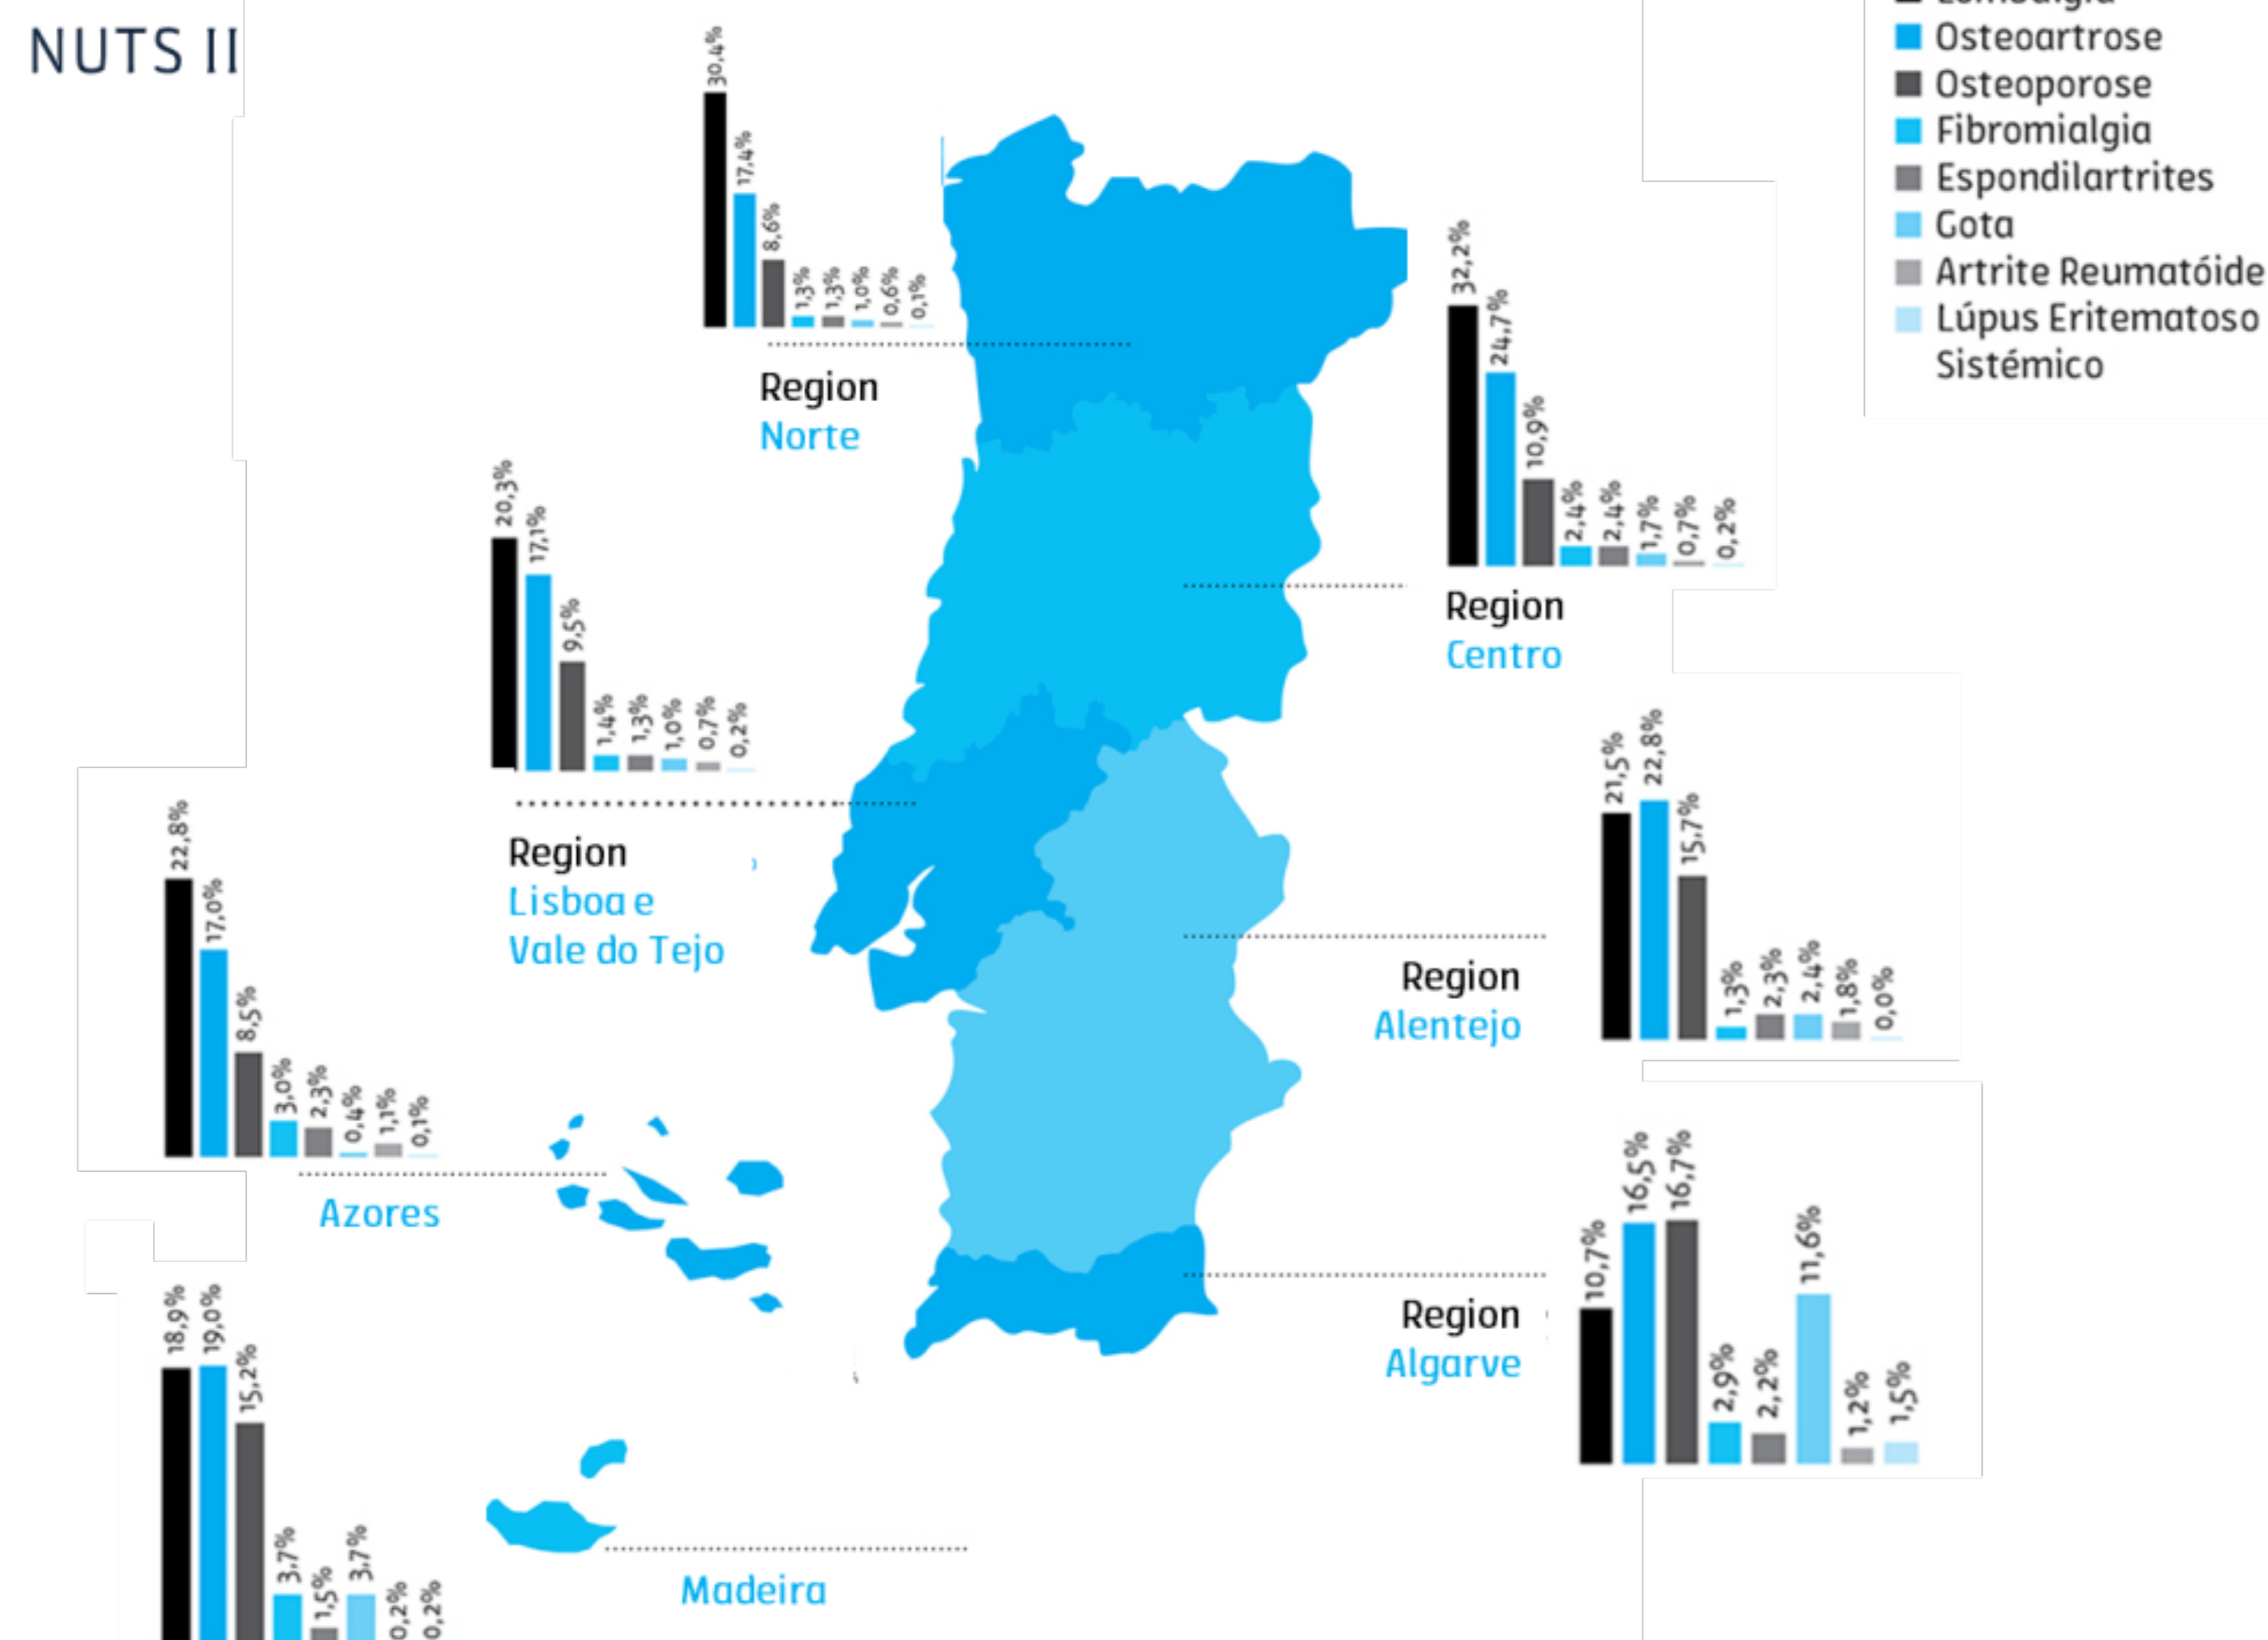 NUTS II
Lombalgia
Osteoartrose
Osteoporose
Fibromialgia
Espondilartrites
Gota
Artrite Reumatóide
Lúpus Eritematoso
Sistémico
30,4%
17,4%
8,6%
1,3%
1,3%
1,0%
0,6%
0,1%
Region
Norte
32,2%
24,7%
10,9%
2,4%
2,4%
1,7%
0,7%
0,2%
Region
Centro
20,3%
17,1%
9,5%
1,4%
1,3%
1,0%
0,7%
0,2%
Region
Lisboa e
Vale do Tejo
21,5%
22,8%
15,7%
1,3%
2,3%
2,4%
1,8%
0,0%
Region
Alentejo
22,8%
17,0%
8,5%
3,0%
2,3%
0,4%
1,1%
0,1%
Azores
10,7%
16,5%
16,7%
2,9%
2,2%
11,6%
1,2%
1,5%
Region
Algarve
18,9%
19,0%
15,2%
3,7%
1,5%
3,7%
0,2%
0,2%
Madeira